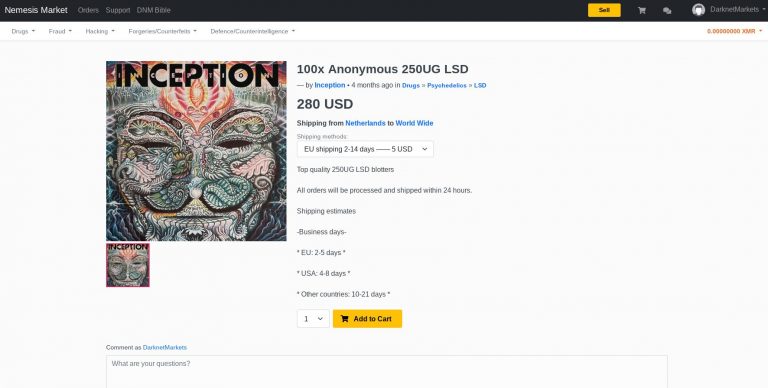 Nemesis Market Orders Support DNM Bible Sell DarknetMarkets
Drugs Fraud Hacking Forgeries/Counterfeits Defence/Counterintelligence 0.00000000 XMR
INCEPTION
100x Anonymous 250UG LSD
— by Inception • 4 months ago in Drugs » Psychedelics » LSD
280 USD
Shipping from Netherlands to World Wide
Shipping methods:
EU shipping 2-14 days —— 5 USD
Top quality 250UG LSD blotters
All orders will be processed and shipped within 24 hours.
Shipping estimates
-Business days-
* EU: 2-5 days *
* USA: 4-8 days *
* Other countries: 10-21 days *
INCEPTION
1 Add to Cart
Comment as DarknetMarkets
What are your questions?